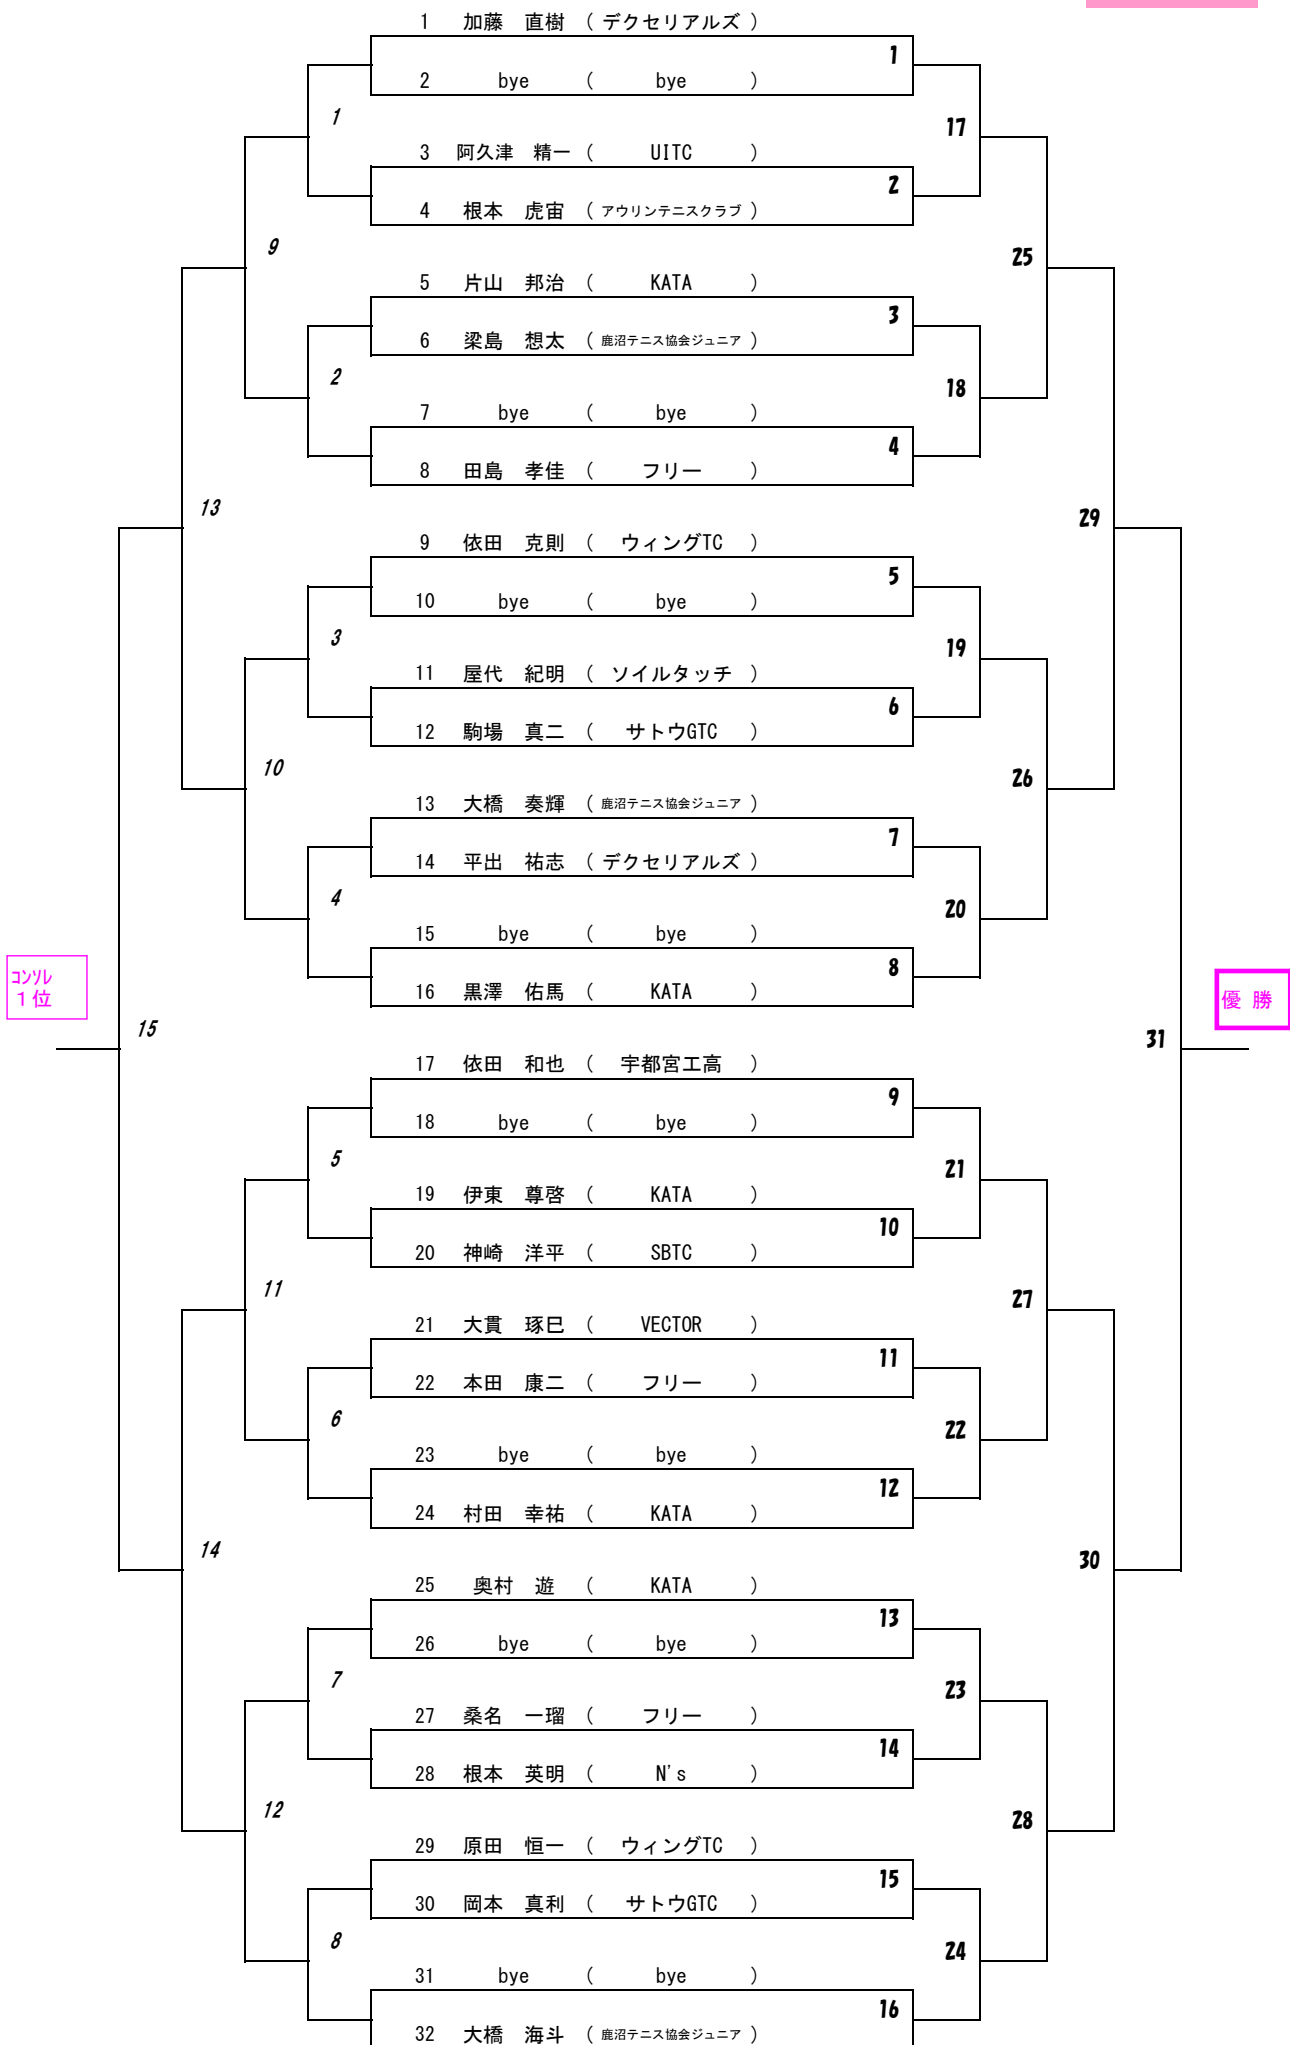 1 加藤 直樹 ( デクセリアルズ )
1
2 bye ( bye )
1
17
3 阿久津 精一 ( UITC )
2
4 根本 虎宙 ( アウリンテニスクラブ )
9
25
5 片山 邦治 ( KATA )
3
6 梁島 想太 ( 鹿沼テニス協会ジュニア )
2
18
7 bye ( bye )
4
8 田島 孝佳 ( フリー )
13
29
9 依田 克則 ( ウィングTC )
5
10 bye ( bye )
3
19
11 屋代 紀明 ( ソイルタッチ )
6
12 駒場 真二 ( サトウGTC )
10
26
13 大橋 奏輝 ( 鹿沼テニス協会ジュニア )
7
14 平出 祐志 ( デクセリアルズ )
4
20
15 bye ( bye )
8
16 黒澤 佑馬 ( KATA )
コンソレ
1位
優 勝
15
31
17 依田 和也 ( 宇都宮工高 )
9
18 bye ( bye )
5
21
19 伊東 尊啓 ( KATA )
10
20 神崎 洋平 ( SBTC )
11
27
21 大貫 琢巳 ( VECTOR )
11
22 本田 康二 ( フリー )
6
22
23 bye ( bye )
12
24 村田 幸祐 ( KATA )
14
30
25 奥村 遊 ( KATA )
13
26 bye ( bye )
7
23
27 桑名 一瑠 ( フリー )
14
28 根本 英明 ( N's )
12
28
29 原田 恒一 ( ウィングTC )
15
30 岡本 真利 ( サトウGTC )
8
24
31 bye ( bye )
16
32 大橋 海斗 ( 鹿沼テニス協会ジュニア )